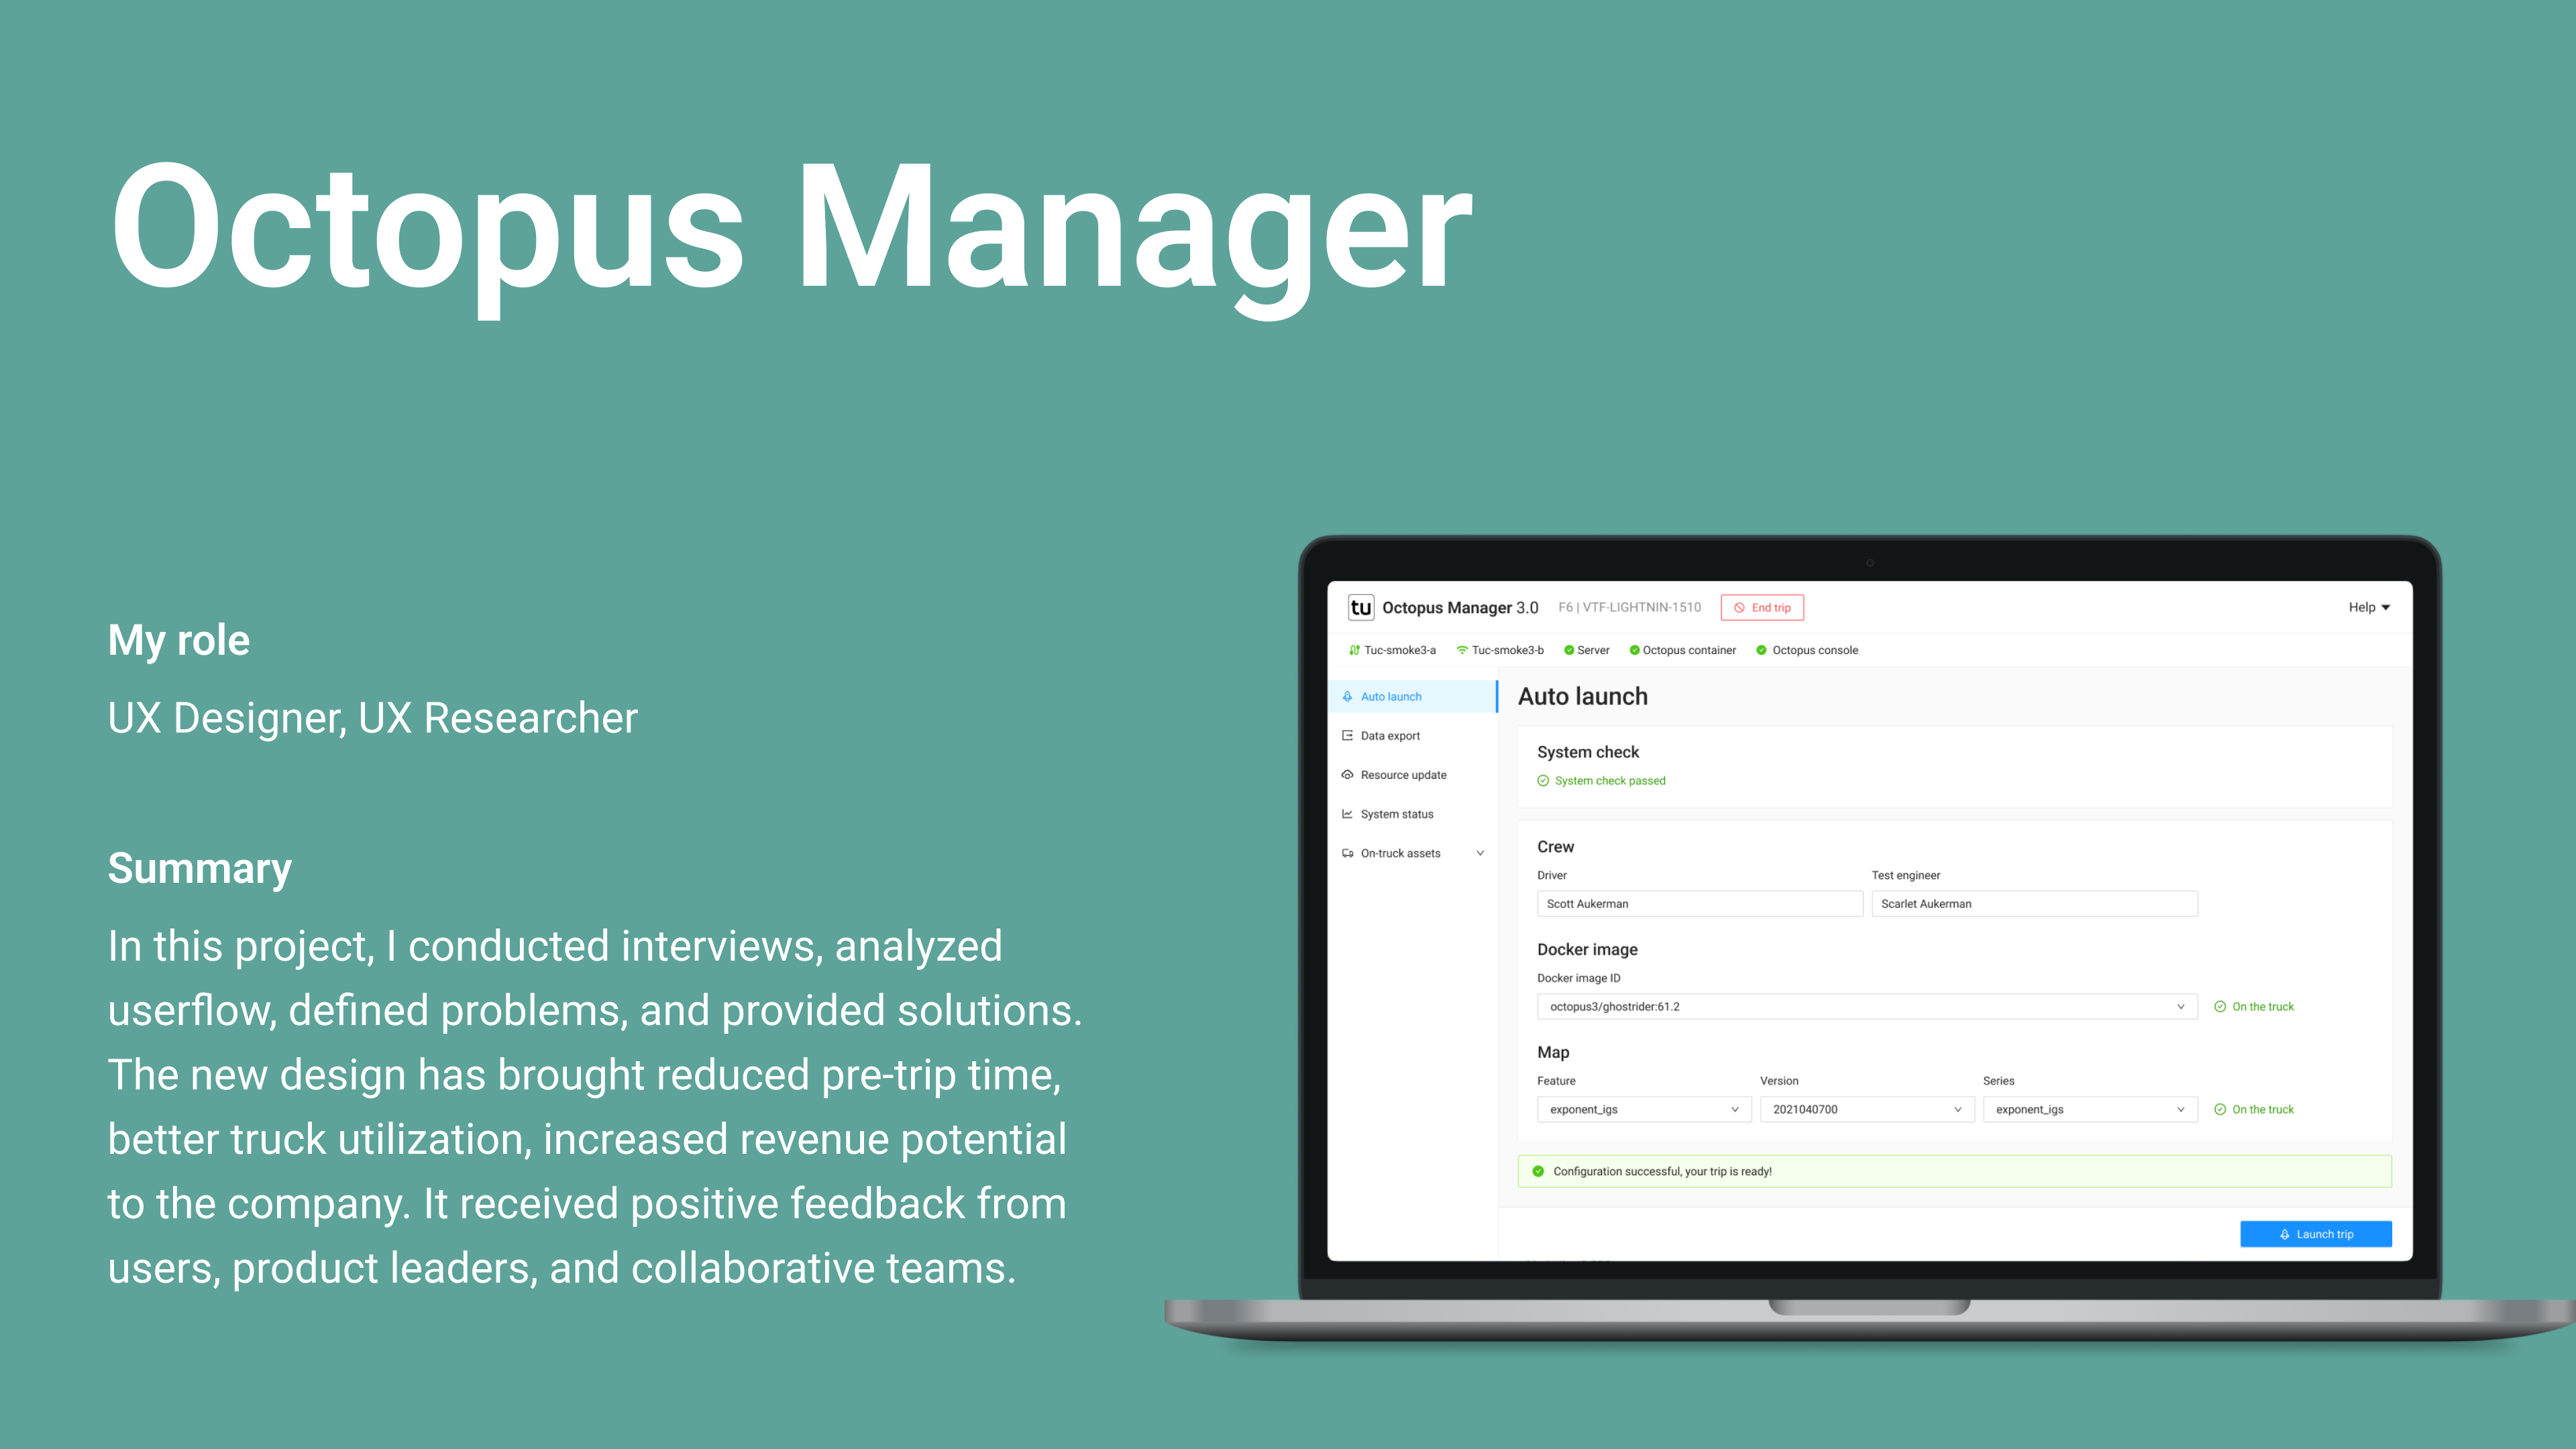 Octopus Manager
My role
UX Designer, UX Researcher
Summary
In this project, I conducted interviews, analyzed
userflow, defined problems, and provided solutions.
The new design has brought reduced pre-trip time,
better truck utilization, increased revenue potential
to the company. It received positive feedback from
users, product leaders, and collaborative teams.
tu Octopus Manager 3.0 F6 | VTF-LIGHTNIN-1510 End trip Help
Tuc-smoke3-a Tuc-smoke3-b Server Octopus container Octopus console
Auto launch
Data export
Resource update
System status
On-truck assets
Auto launch
System check
System check passed
Crew
Driver Test engineer
Scott Aukerman Scarlet Aukerman
Docker image
Docker image ID
octopus3/ghostrider:61.2 On the truck
Map
Feature Version Series
exponent_igs 2021040700 exponent_igs On the truck
Configuration successful, your trip is ready!
Launch trip